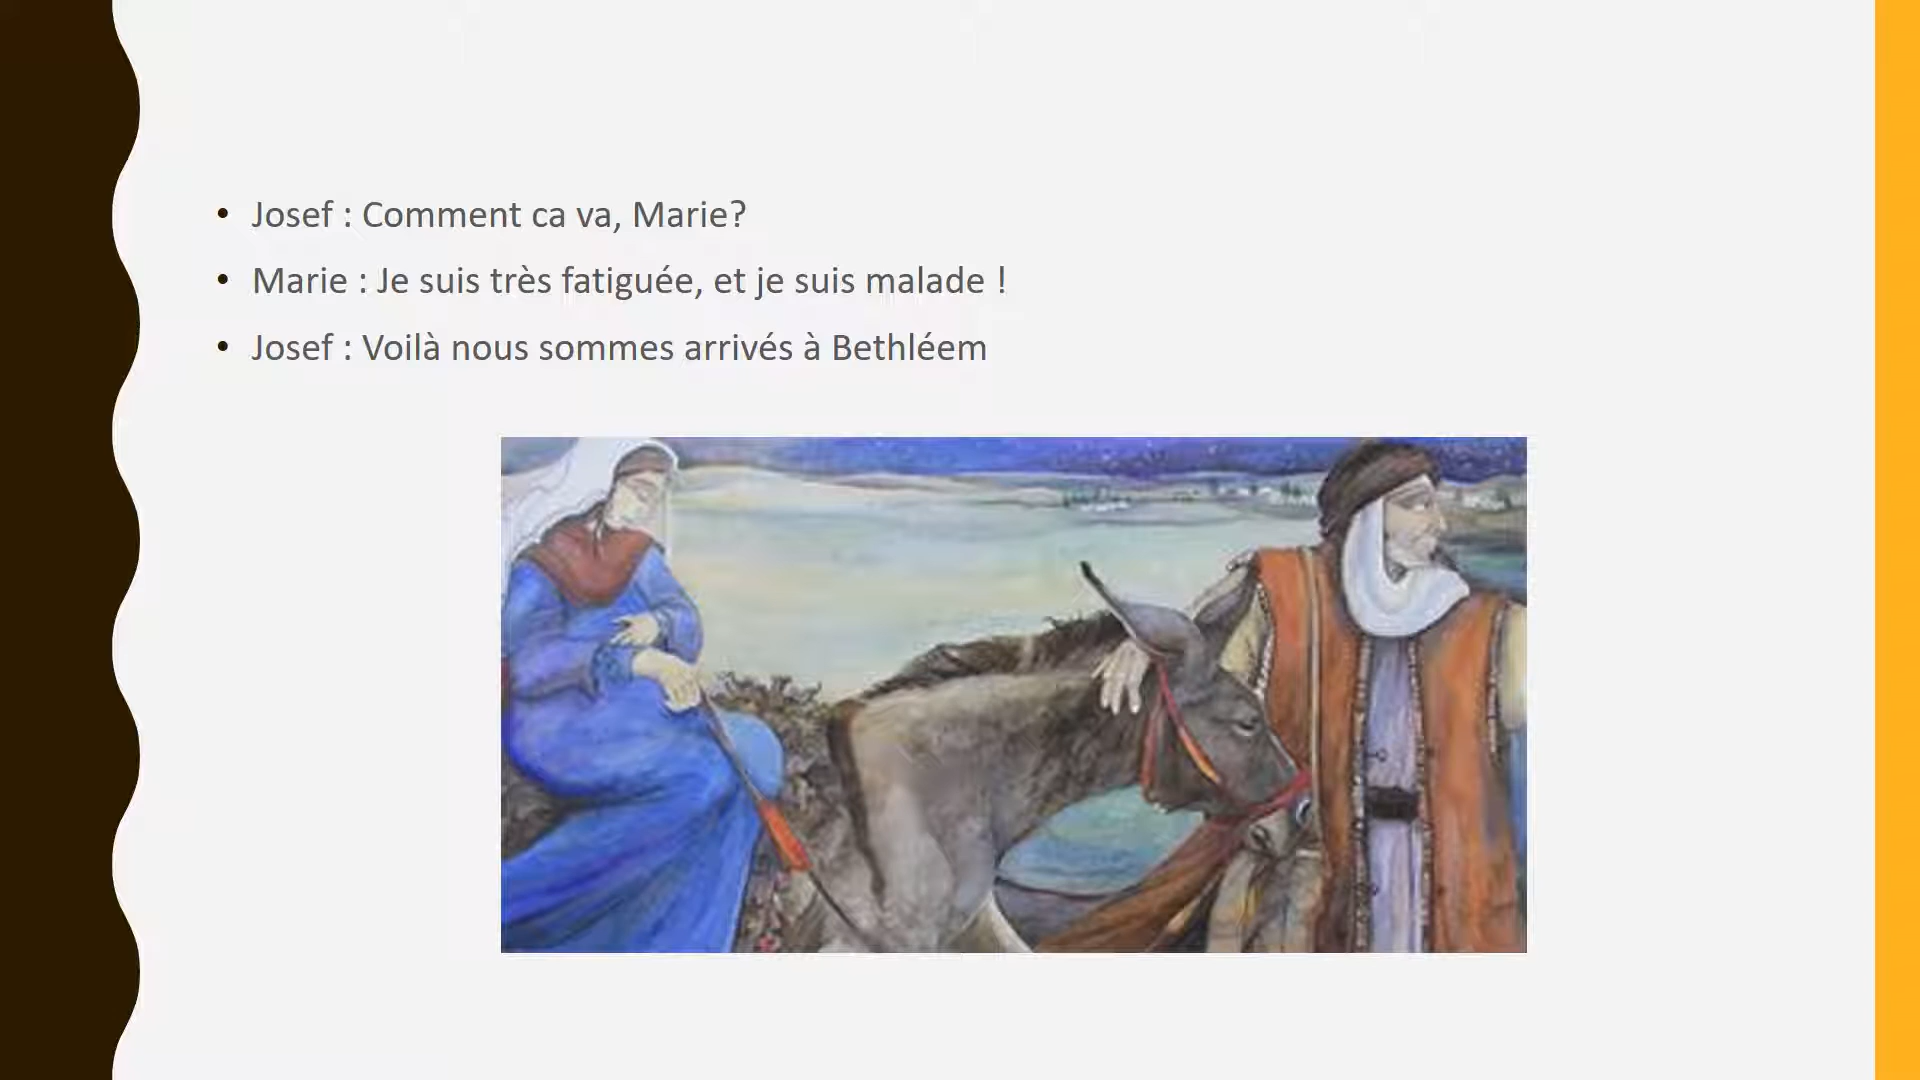 • Josef : Comment ca va, Marie?
• Marie : Je suis très fatiguée, et je suis malade !
• Josef : Voilà nous sommes arrivés à Bethléem